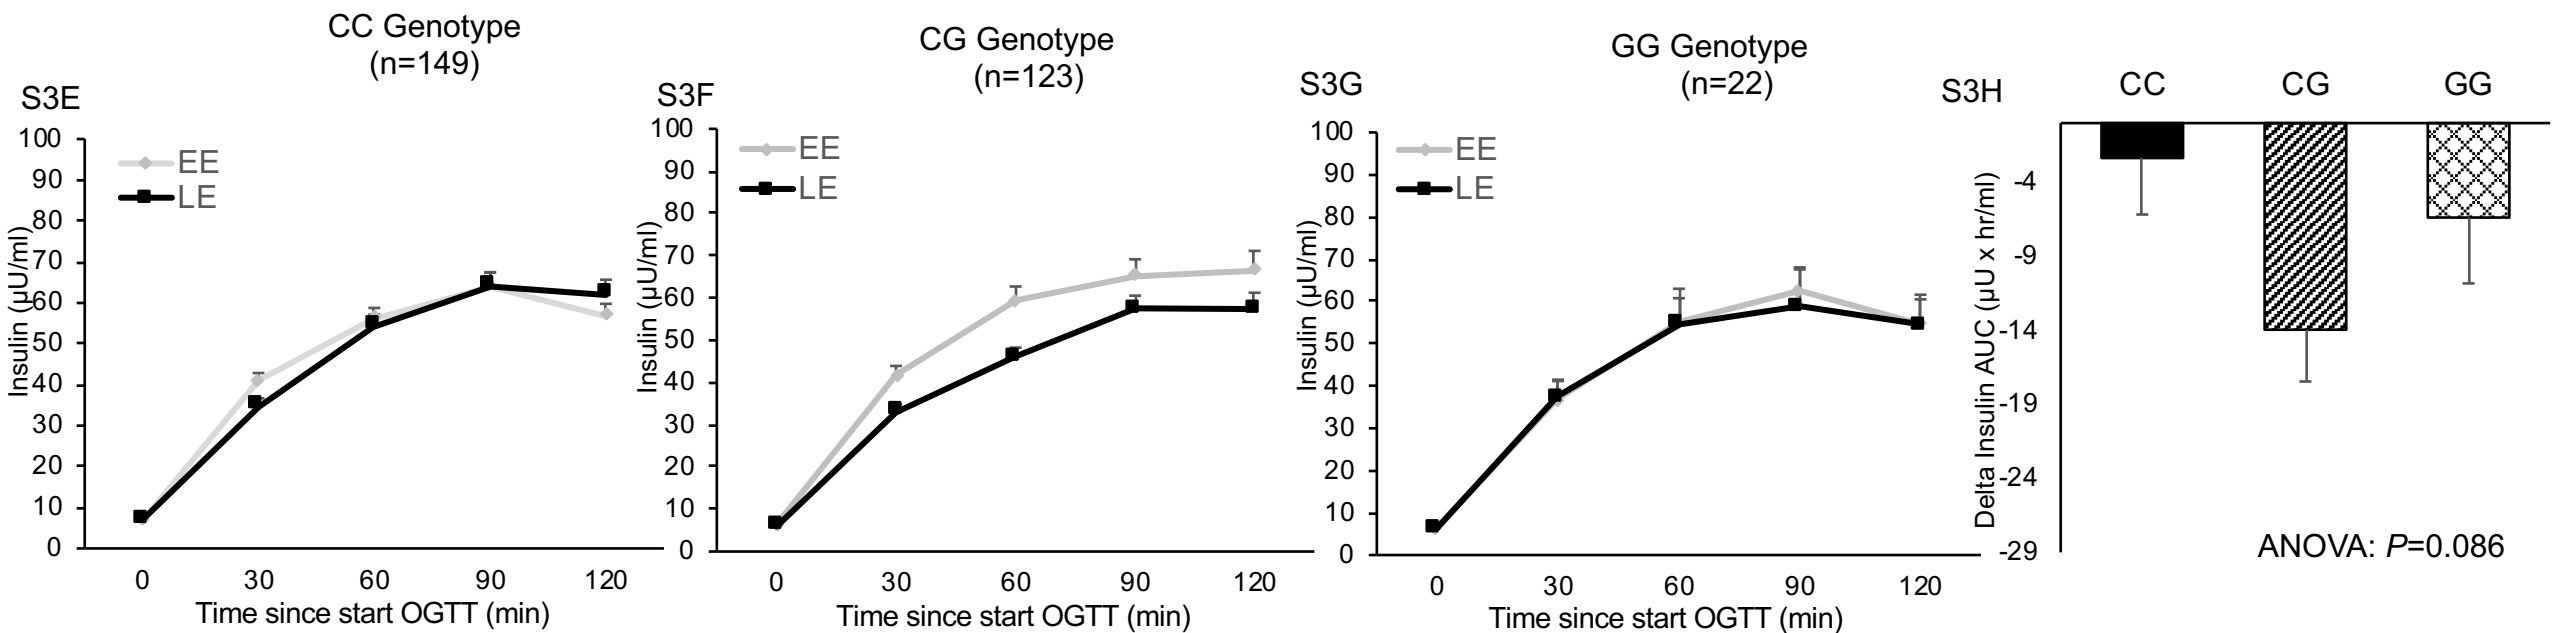 CC Genotype
(n=149)
S3E
100
90
80
70
60
50
40
30
20
10
0
Insulin (µU/ml)
EE
LE
0 30 60 90 120
Time since start OGTT (min)
CG Genotype
(n=123)
S3F
100
90
80
70
60
50
40
30
20
10
0
Insulin (µU/ml)
EE
LE
0 30 60 90 120
Time since start OGTT (min)
GG Genotype
(n=22)
S3G
100
90
80
70
60
50
40
30
20
10
0
Insulin (µU/ml)
EE
LE
0 30 60 90 120
Time since start OGTT (min)
S3H
CC CG GG
-4
-9
-14
-19
-24
-29
Delta Insulin AUC (µU x hr/ml)
ANOVA: P=0.086